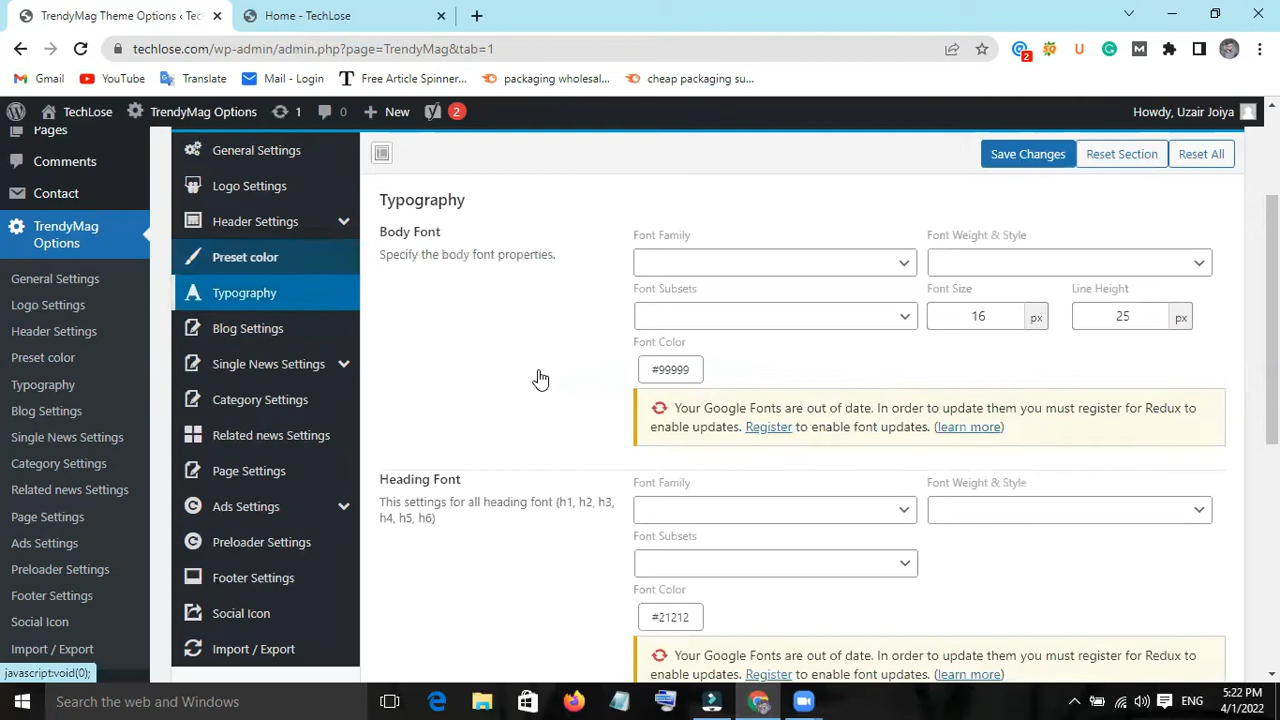 TrendyMag Theme Options ‹ Tec
Home - TechLose
techlose.com/wp-admin/admin.php?page=TrendyMag&tab=1
2
U
M
Gmail
YouTube
Translate
Mail - Login
Free Article Spinner...
packaging wholesal...
cheap packaging su...
TechLose
TrendyMag Options
1
0
New
2
Howdy, Uzair Joiya
Pages
Comments
Contact
TrendyMag
Options
General Settings
Logo Settings
Header Settings
Preset color
Typography
Blog Settings
Single News Settings
Category Settings
Related news Settings
Page Settings
Ads Settings
Preloader Settings
Footer Settings
Social Icon
Import / Export
javascript:void(0);
General Settings
Logo Settings
Header Settings
Preset color
Typography
Blog Settings
Single News Settings
Category Settings
Related news Settings
Page Settings
Ads Settings
Preloader Settings
Footer Settings
Social Icon
Import / Export
Save Changes
Reset Section
Reset All
Typography
Body Font
Specify the body font properties.
Font Family
Font Weight & Style
Font Subsets
Font Size
Line Height
16
px
25
px
Font Color
#99999
Your Google Fonts are out of date. In order to update them you must register for Redux to
enable updates. Register to enable font updates. (learn more)
Heading Font
This settings for all heading font (h1, h2, h3,
h4, h5, h6)
Font Family
Font Weight & Style
Font Subsets
Font Color
#21212
Your Google Fonts are out of date. In order to update them you must register for Redux to
enable updates. Register to enable font updates. (learn more)
Search the web and Windows
ENG
5:22 PM
4/1/2022